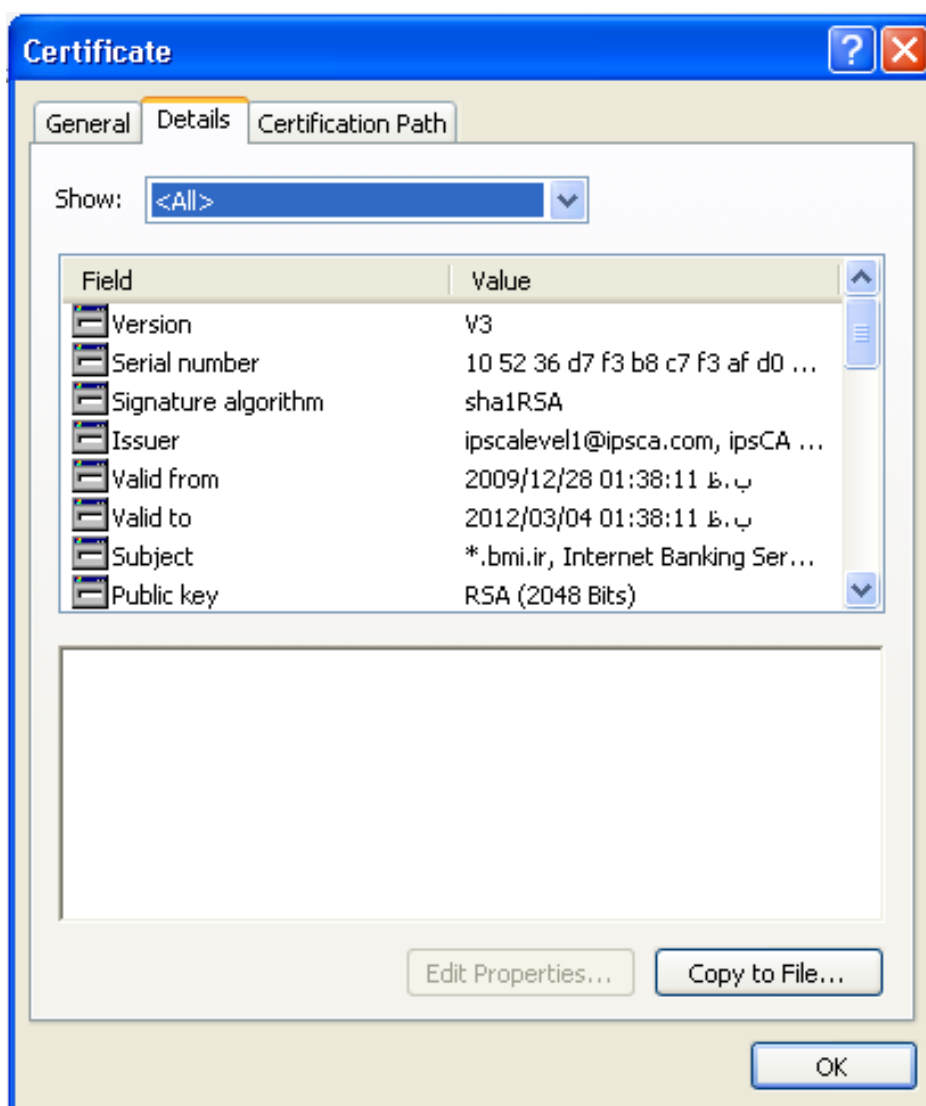 Certificate
General Details Certification Path
Show: <All>
Field Value
Version V3
Serial number 10 52 36 d7 f3 b8 c7 f3 af d0 ...
Signature algorithm sha1RSA
Issuer ipscalevel1@ipsca.com, ipsCA ...
Valid from 2009/12/28 01:38:11 ب.ظ
Valid to 2012/03/04 01:38:11 ب.ظ
Subject *.bmi.ir, Internet Banking Ser...
Public key RSA (2048 Bits)
Edit Properties... Copy to File...
OK